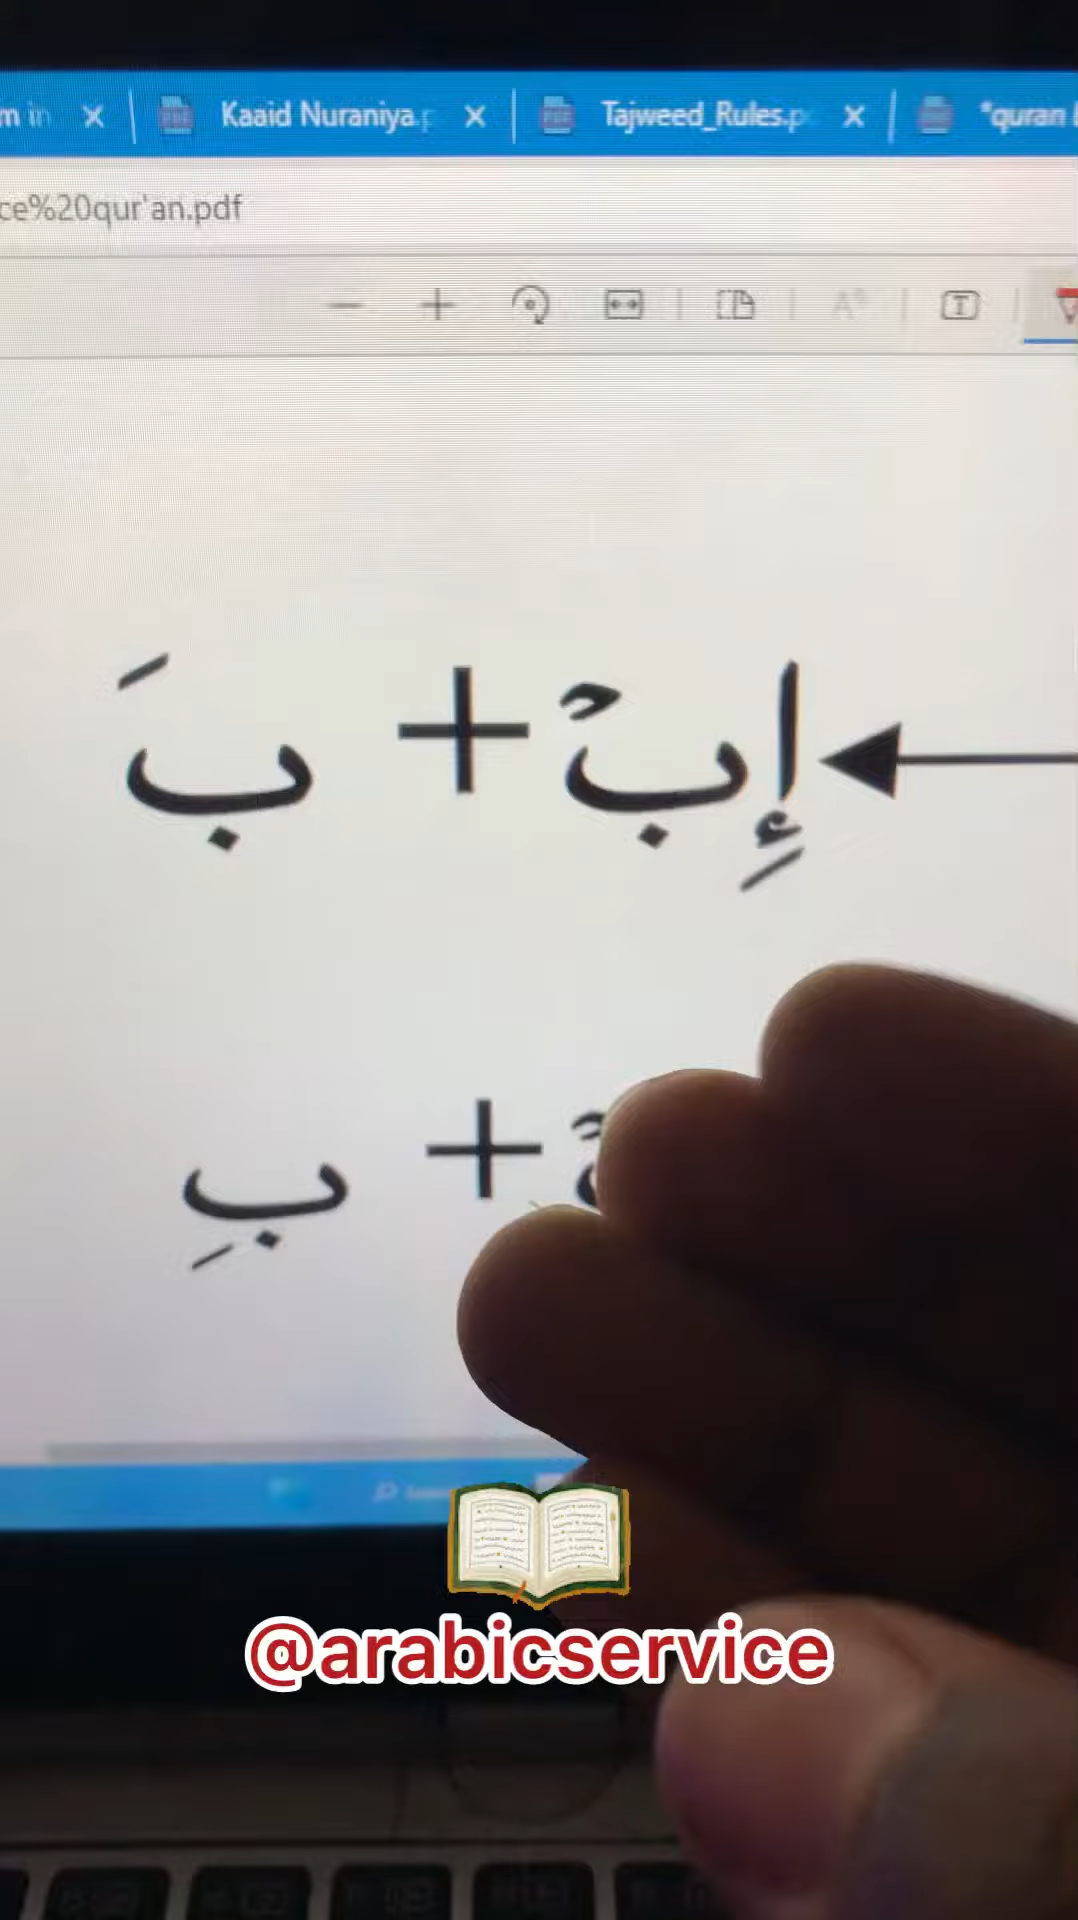 Kaaid Nuraniya.p
Tajweed_Rules.p
*quran
ce%20qur'an.pdf
إِبْ + بَ
+ بِ
@arabicservice